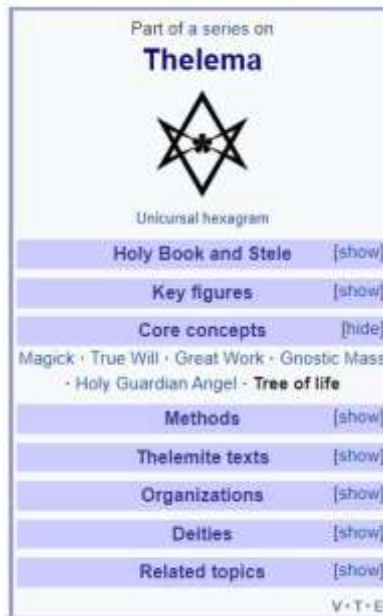 Part of a series on
Thelema
Unicursal hexagram
Holy Book and Stele [show]
Key figures [show]
Core concepts [hide]
Magick · True Will · Great Work · Gnostic Mass
· Holy Guardian Angel · Tree of life
Methods [show]
Thelemite texts [show]
Organizations [show]
Deities [show]
Related topics [show]
V · T · E